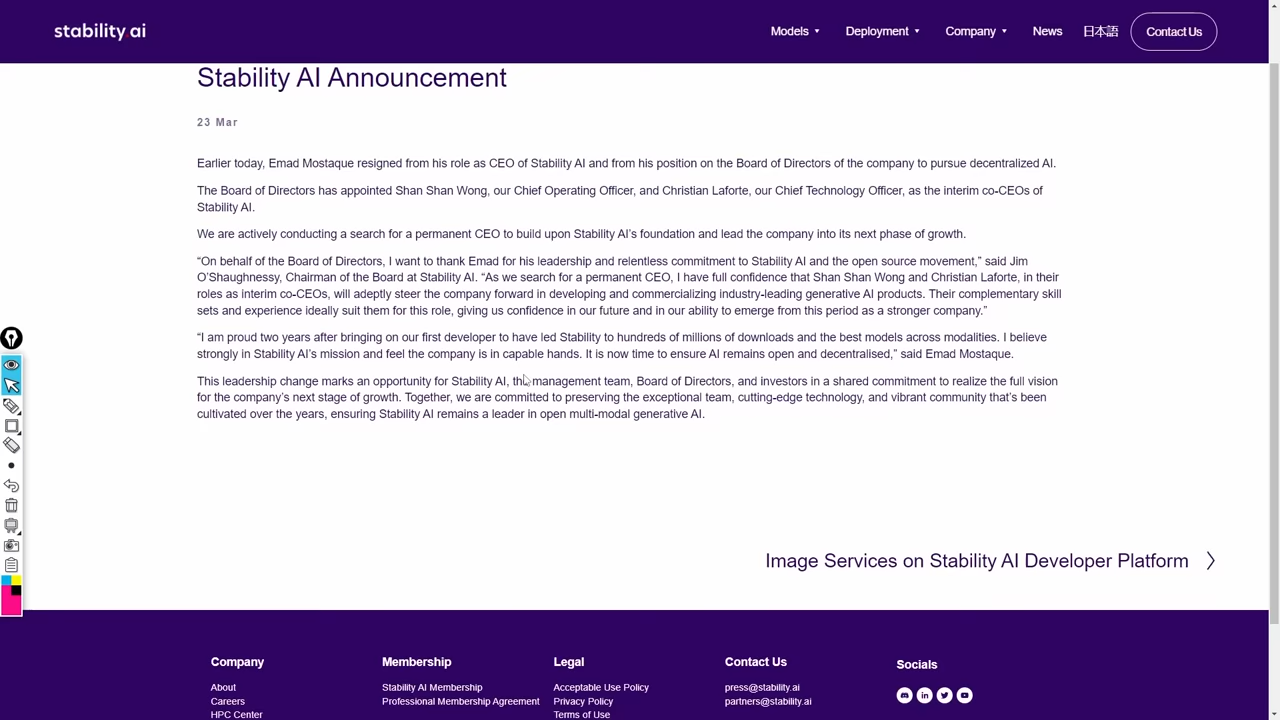 stability ai
Models
Deployment
Company
News
日本語
Contact Us
Stability AI Announcement
23 Mar
Earlier today, Emad Mostaque resigned from his role as CEO of Stability AI and from his position on the Board of Directors of the company to pursue decentralized AI.
The Board of Directors has appointed Shan Shan Wong, our Chief Operating Officer, and Christian Laforte, our Chief Technology Officer, as the interim co-CEOs of
Stability AI.
We are actively conducting a search for a permanent CEO to build upon Stability AI's foundation and lead the company into its next phase of growth.
“On behalf of the Board of Directors, I want to thank Emad for his leadership and relentless commitment to Stability AI and the open source movement,” said Jim
O’Shaughnessy, Chairman of the Board at Stability AI. “As we search for a permanent CEO, I have full confidence that Shan Shan Wong and Christian Laforte, in their
roles as interim co-CEOs, will adeptly steer the company forward in developing and commercializing industry-leading generative AI products. Their complementary skill
sets and experience ideally suit them for this role, giving us confidence in our future and in our ability to emerge from this period as a stronger company.”
“I am proud two years after bringing on our first developer to have led Stability to hundreds of millions of downloads and the best models across modalities. I believe
strongly in Stability AI’s mission and feel the company is in capable hands. It is now time to ensure AI remains open and decentralised,” said Emad Mostaque.
This leadership change marks an opportunity for Stability AI, the management team, Board of Directors, and investors in a shared commitment to realize the full vision
for the company’s next stage of growth. Together, we are committed to preserving the exceptional team, cutting-edge technology, and vibrant community that’s been
cultivated over the years, ensuring Stability AI remains a leader in open multi-modal generative AI.
Image Services on Stability AI Developer Platform
Company
About
Careers
HPC Center
Membership
Stability AI Membership
Professional Membership Agreement
Legal
Acceptable Use Policy
Privacy Policy
Terms of Use
Contact Us
press@stability.ai
partners@stability.ai
Socials